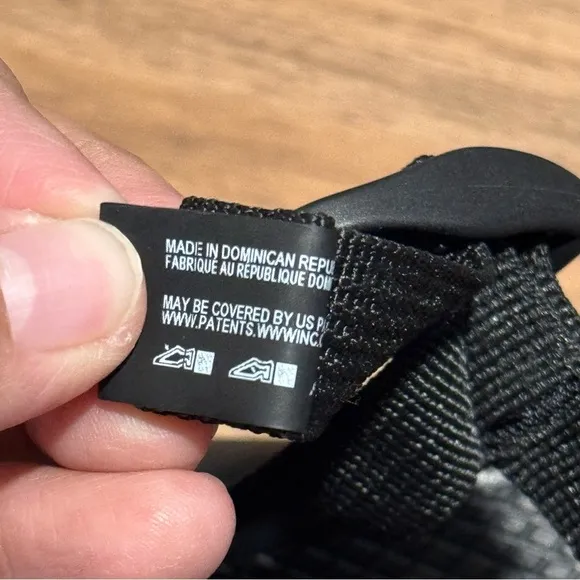 MADE IN DOMINICAN REPU
FABRIQUÉ AU RÉPUBLIQUE DOM
MAY BE COVERED BY US P
WWW.PATENTS.WWWINC.